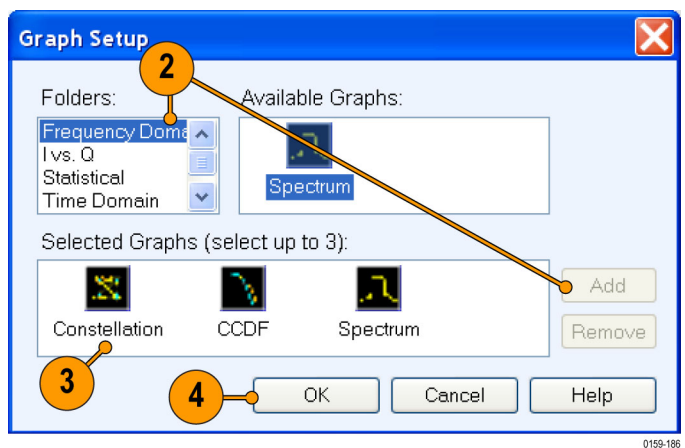 Graph Setup
2
Folders:
Available Graphs:
Frequency Doma
I vs. Q
Statistical
Time Domain
Spectrum
Selected Graphs (select up to 3):
Constellation
CCDF
Spectrum
Add
Remove
3
4
OK
Cancel
Help
0159-186